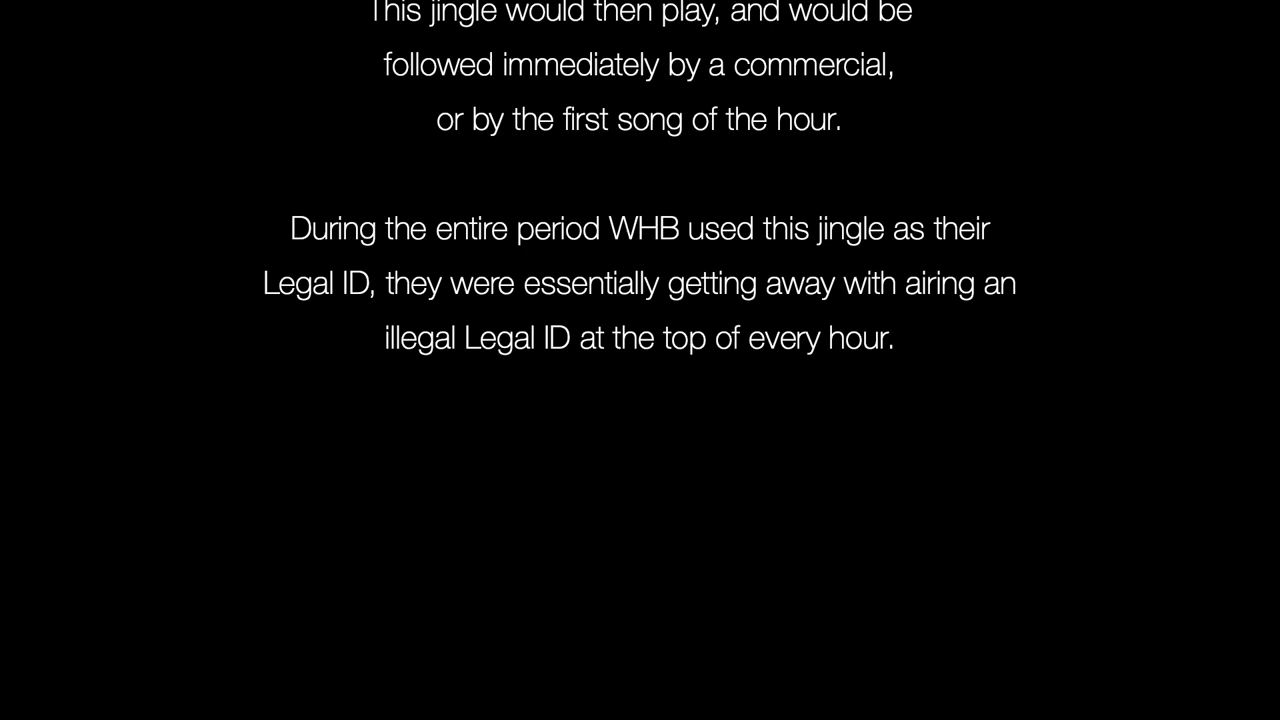 This jingle would then play, and would be
followed immediately by a commercial,
or by the first song of the hour.
During the entire period WHB used this jingle as their
Legal ID, they were essentially getting away with airing an
illegal Legal ID at the top of every hour.